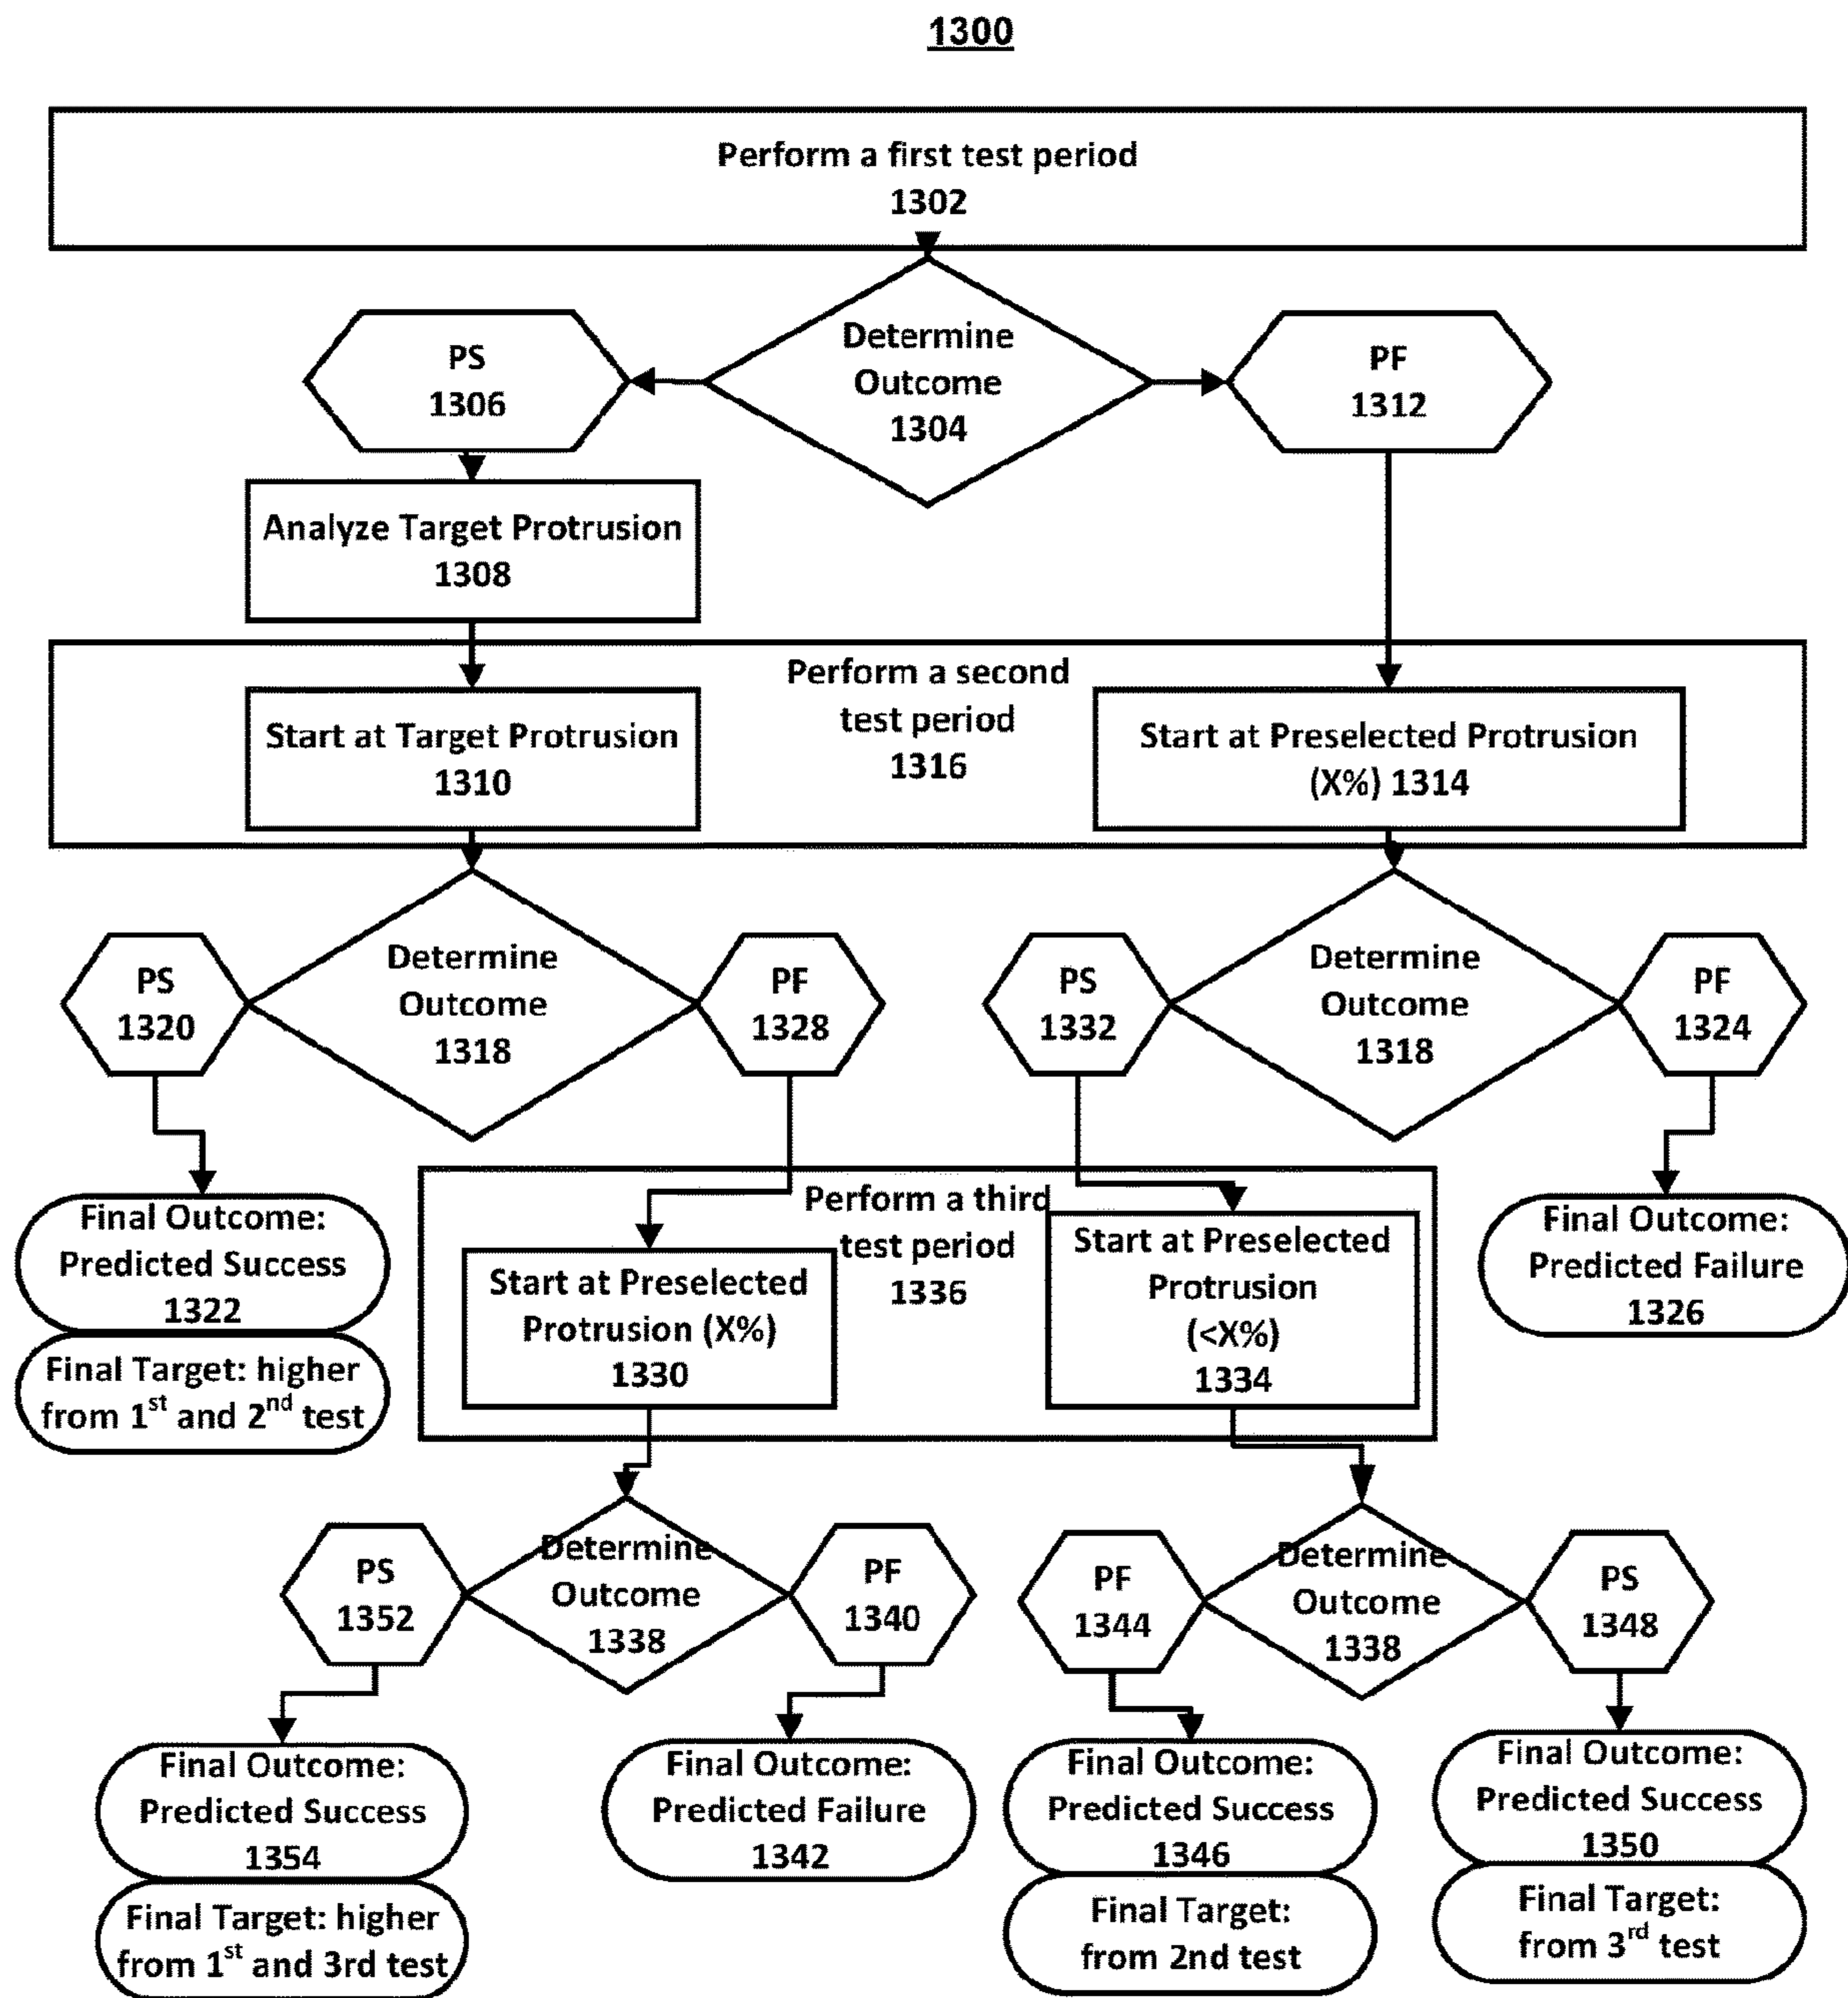 1300
Perform a first test period
1302
Determine
Outcome
1304
PS
1306
PF
1312
Analyze Target Protrusion
1308
Perform a second
test period
1316
Start at Target Protrusion
1310
Start at Preselected Protrusion
(X%) 1314
PS
1320
Determine
Outcome
1318
PF
1328
PS
1332
Determine
Outcome
1318
PF
1324
Final Outcome:
Predicted Success
1322
Final Target: higher
from 1st and 2nd test
Perform a third
test period
1336
Start at Preselected
Protrusion (X%)
1330
Start at Preselected
Protrusion
(<X%)
1334
Final Outcome:
Predicted Failure
1326
PS
1352
Determine
Outcome
1338
PF
1340
PF
1344
Determine
Outcome
1338
PS
1348
Final Outcome:
Predicted Success
1354
Final Target: higher
from 1st and 3rd test
Final Outcome:
Predicted Failure
1342
Final Outcome:
Predicted Success
1346
Final Target:
from 2nd test
Final Outcome:
Predicted Success
1350
Final Target:
from 3rd test